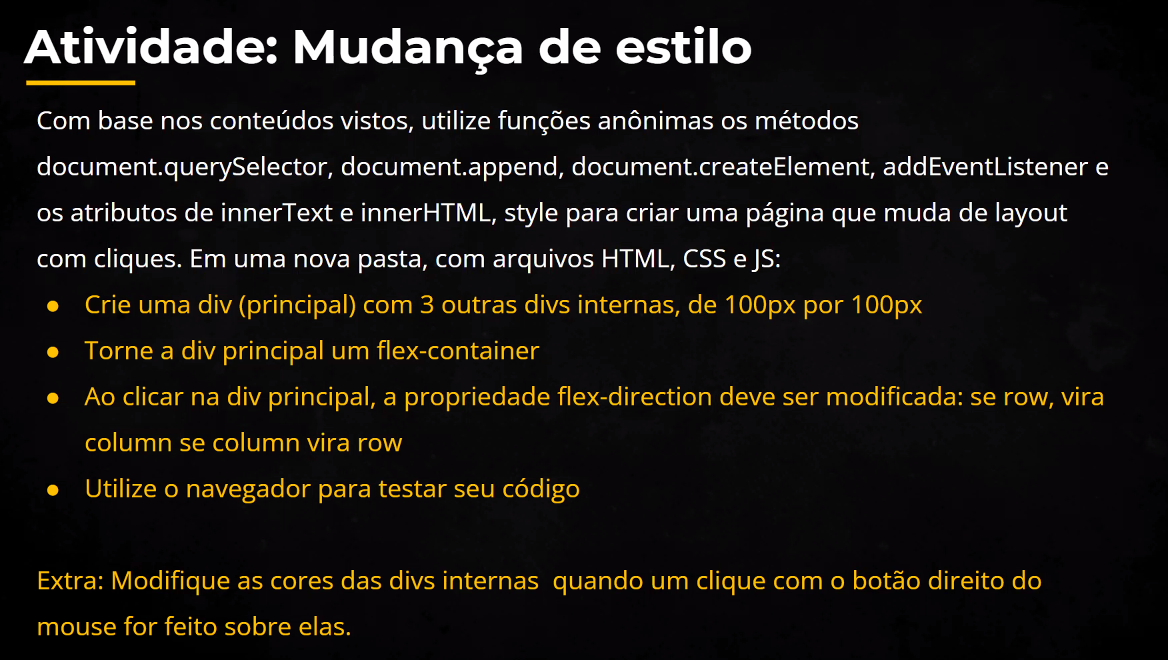 Atividade: Mudança de estilo
Com base nos conteúdos vistos, utilize funções anônimas os métodos
document.querySelector, document.append, document.createElement, addEventListener e
os atributos de innerText e innerHTML, style para criar uma página que muda de layout
com cliques. Em uma nova pasta, com arquivos HTML, CSS e JS:
● Crie uma div (principal) com 3 outras divs internas, de 100px por 100px
● Torne a div principal um flex-container
● Ao clicar na div principal, a propriedade flex-direction deve ser modificada: se row, vira
column se column vira row
● Utilize o navegador para testar seu código
Extra: Modifique as cores das divs internas  quando um clique com o botão direito do
mouse for feito sobre elas.